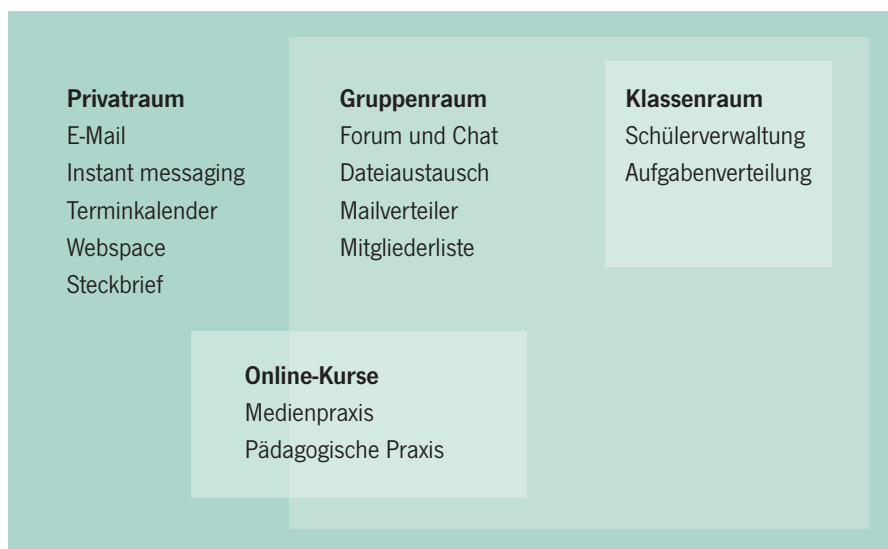 Privatraum
E-Mail
Instant messaging
Terminkalender
Webspace
Steckbrief
Gruppenraum
Forum und Chat
Dateiaustausch
Mailverteiler
Mitgliederliste
Klassenraum
Schülerverwaltung
Aufgabenverteilung
Online-Kurse
Medienpraxis
Pädagogische Praxis